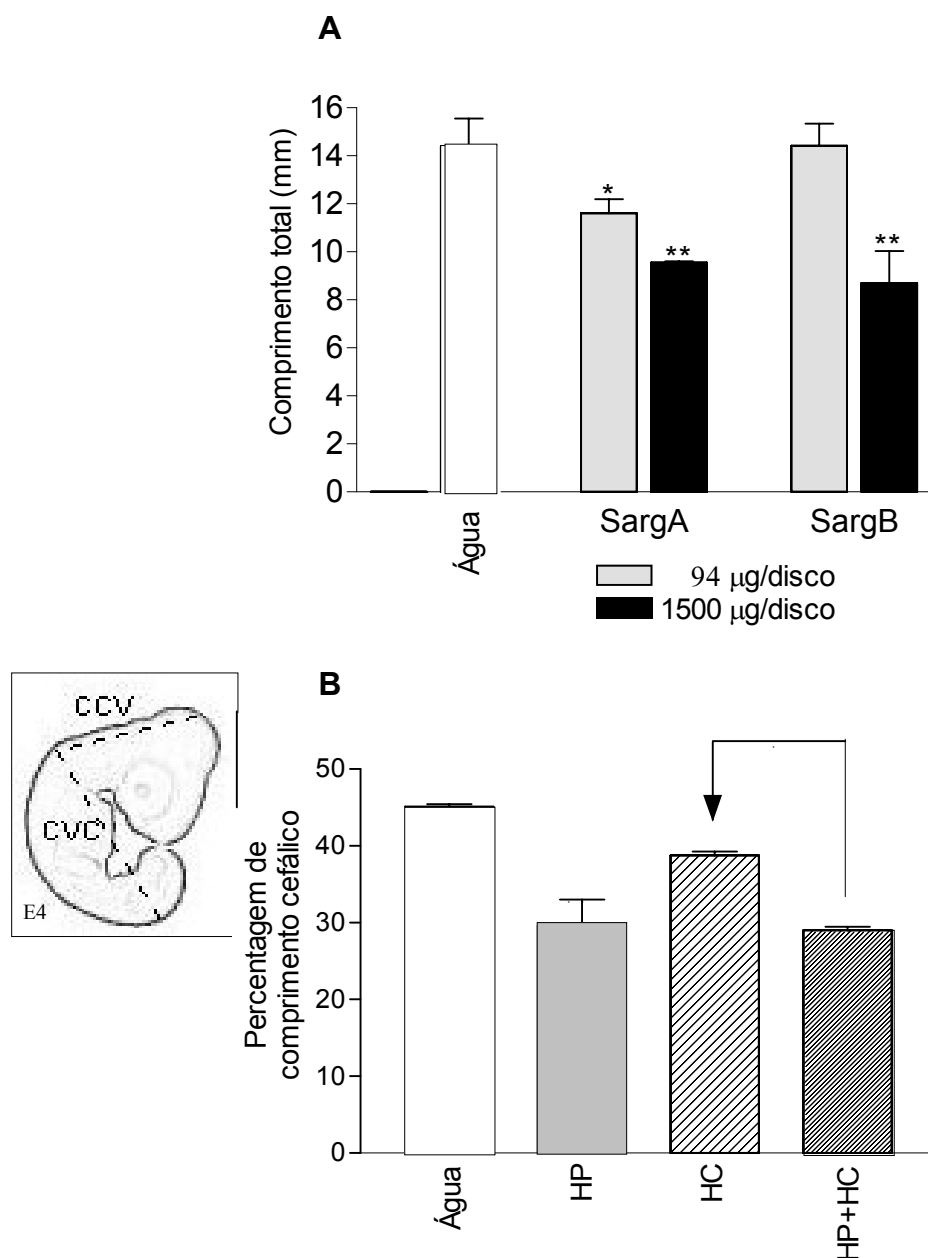 A
Comprimento total (mm)
16
14
12
10
8
6
4
2
0
*
**
**
Água
SargA
SargB
94 µg/disco
1500 µg/disco
CCV
CVC
E4
B
Percentagem de
comprimento cefálico
50
40
30
20
10
0
Água
HP
HC
HP+HC